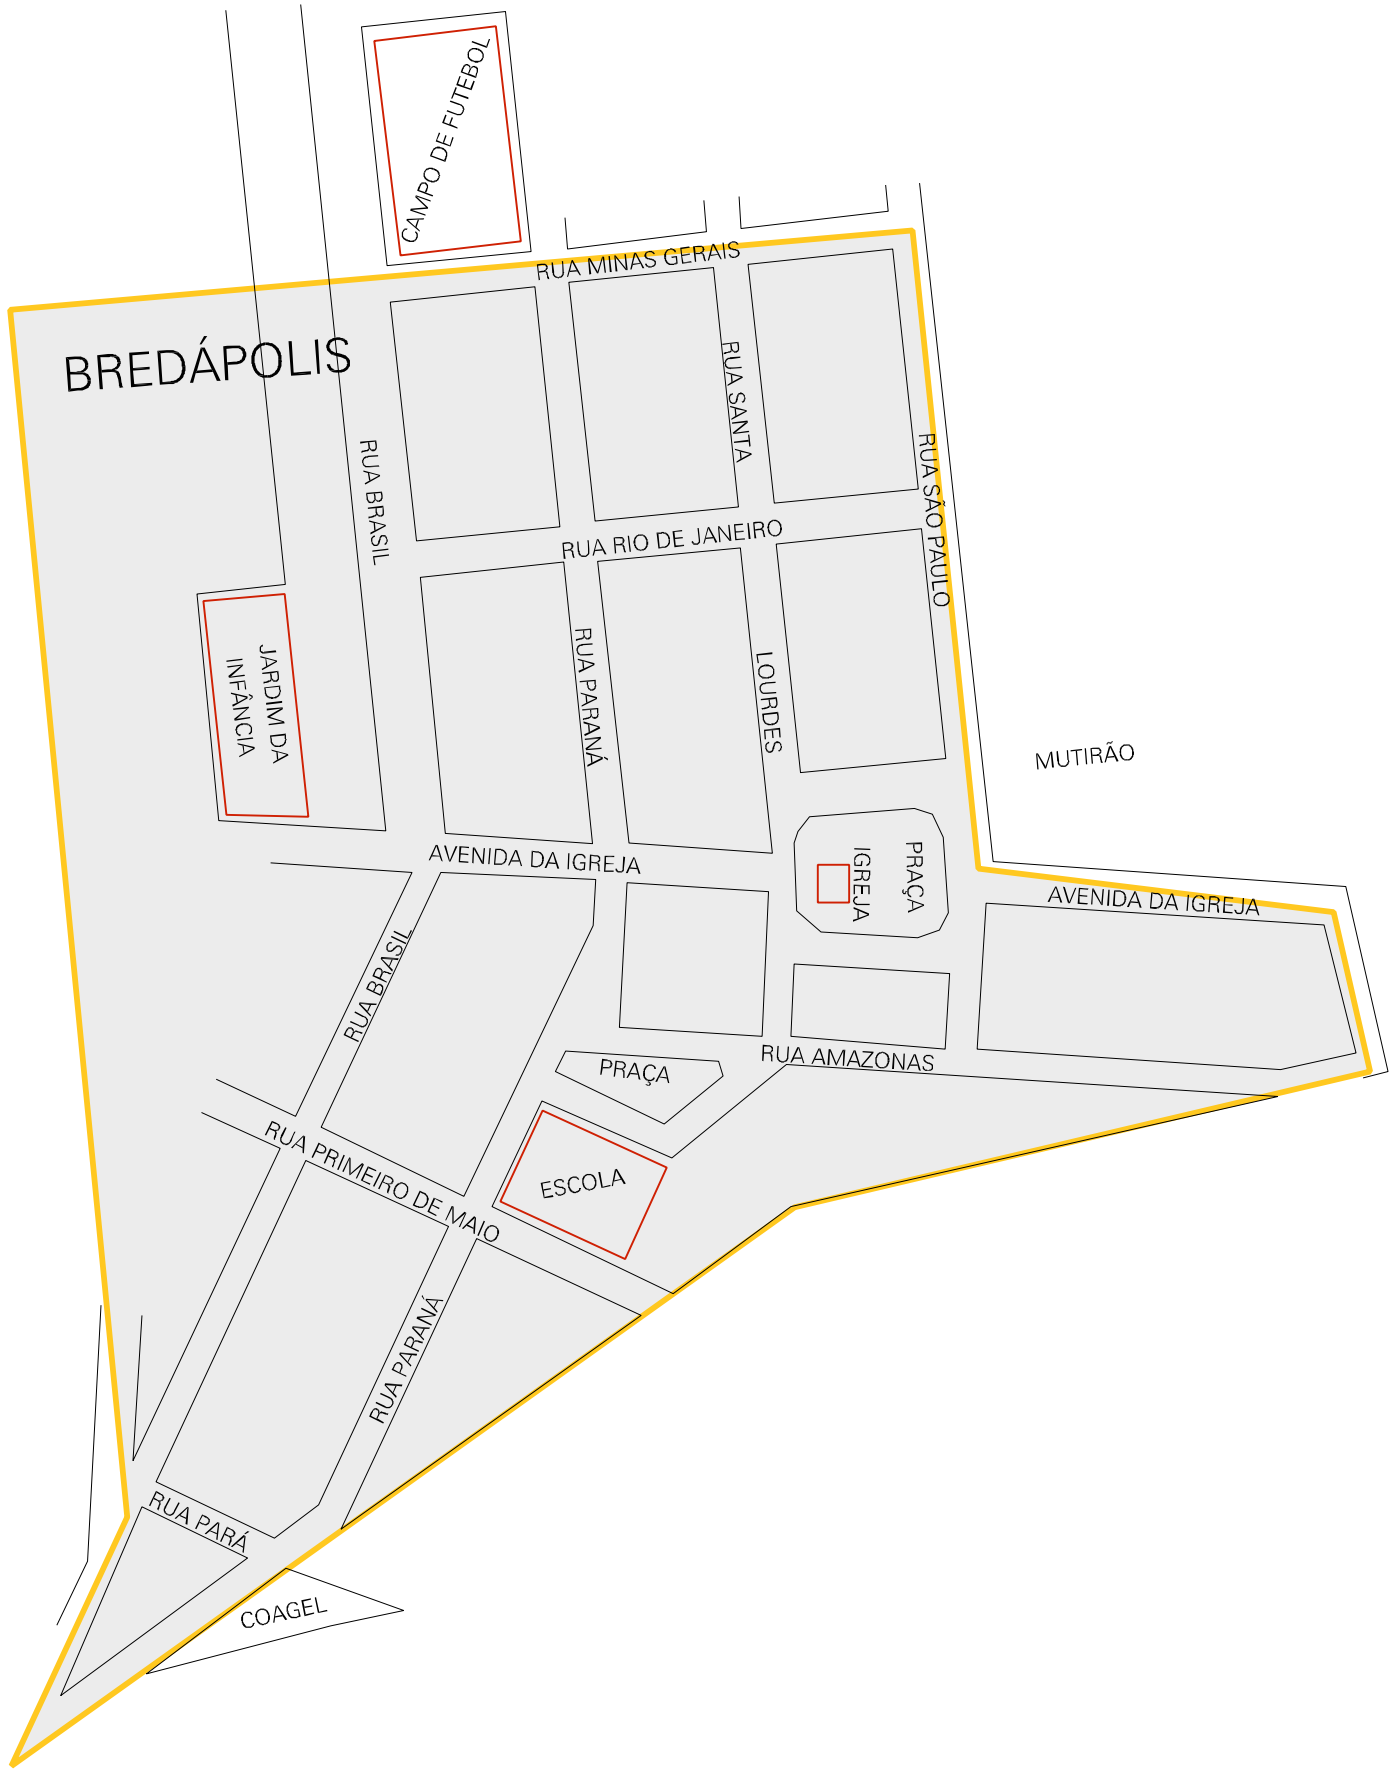 CAMPO DE FUTEBOL
RUA MINAS GERAIS
BREDÁPOLIS
RUA SANTA
LOURDES
RUA BRASIL
RUA SÃO PAULO
RUA RIO DE JANEIRO
JARDIM DA
INFÂNCIA
RUA PARANÁ
MUTIRÃO
AVENIDA DA IGREJA
IGREJA
PRAÇA
AVENIDA DA IGREJA
RUA BRASIL
RUA AMAZONAS
PRAÇA
RUA PRIMEIRO DE MAIO
ESCOLA
RUA PARANÁ
RUA PARÁ
COAGEL